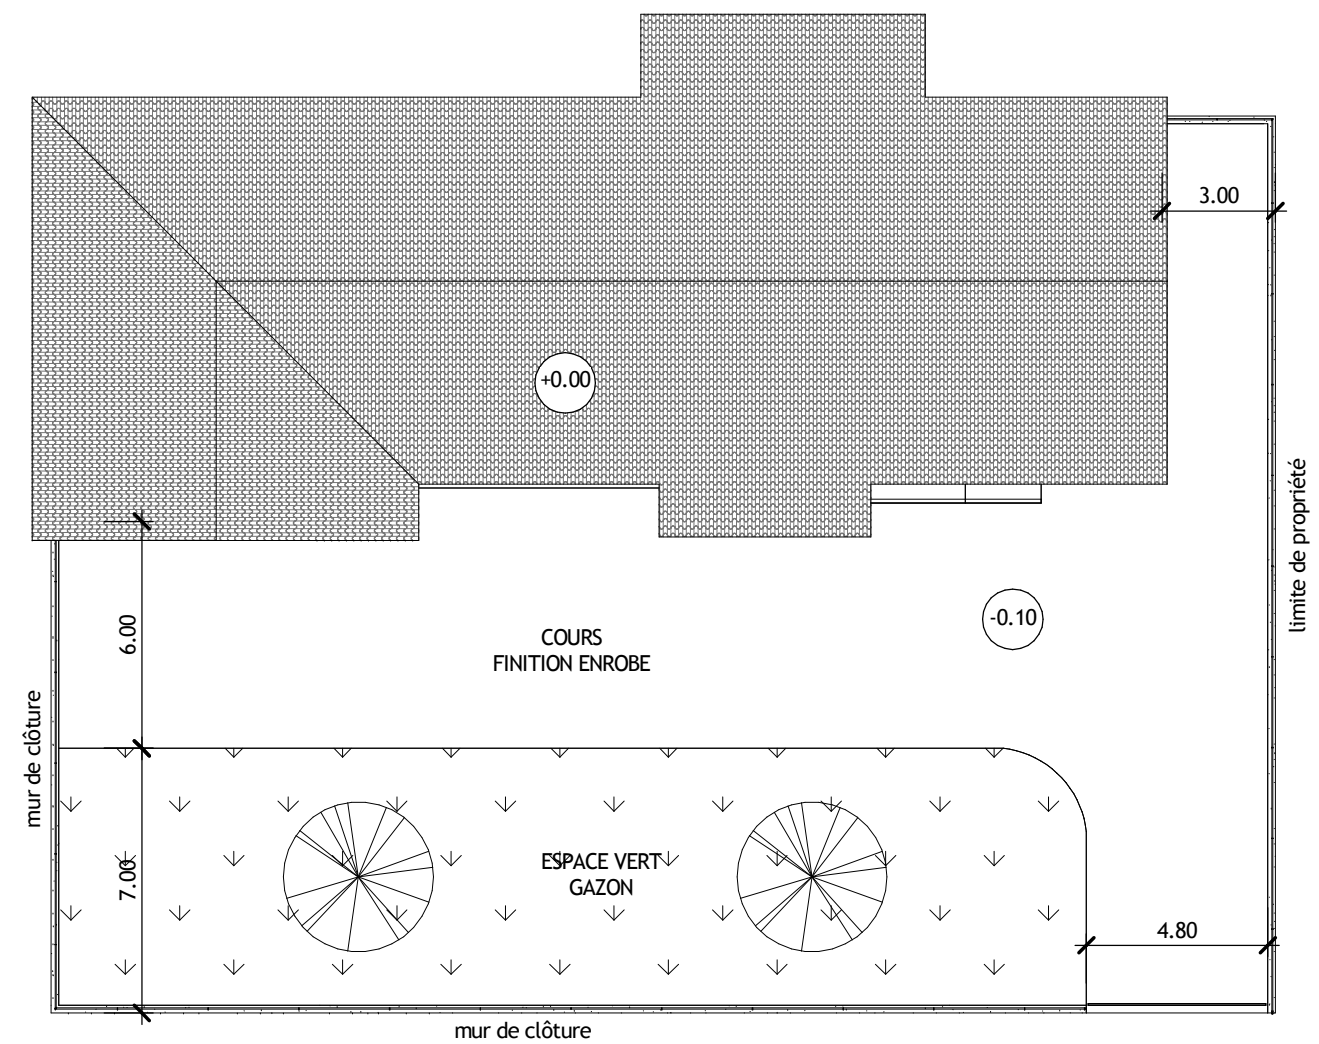 3.00
+0.00
limite de propriété
-0.10
6.00
COURS
FINITION ENROBE
mur de clôture
7.00
ESPACE VERT
GAZON
4.80
mur de clôture